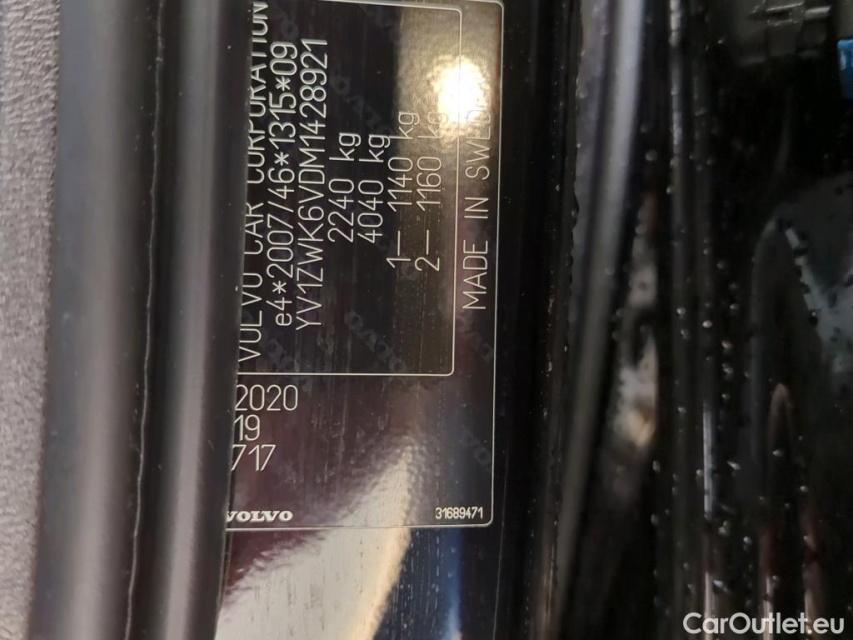 VOLVO CAR CORPORATION
e4*2007/46*1315*09
YV1ZWK6VDM1428921
2240 kg
4040 kg
1– 1140 kg
2– 1160 kg
MADE IN SWEDEN
2020
19
717
VOLVO
31689471
CarOutlet.eu